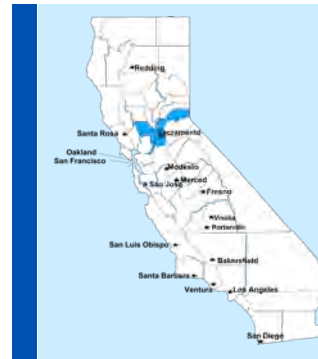 Redding
Santa Rosa
Sacramento
Oakland
San Francisco
Modesto
Merced
San Jose
Fresno
Visalia
Porterville
San Luis Obispo
Bakersfield
Santa Barbara
Ventura
Los Angeles
San Diego